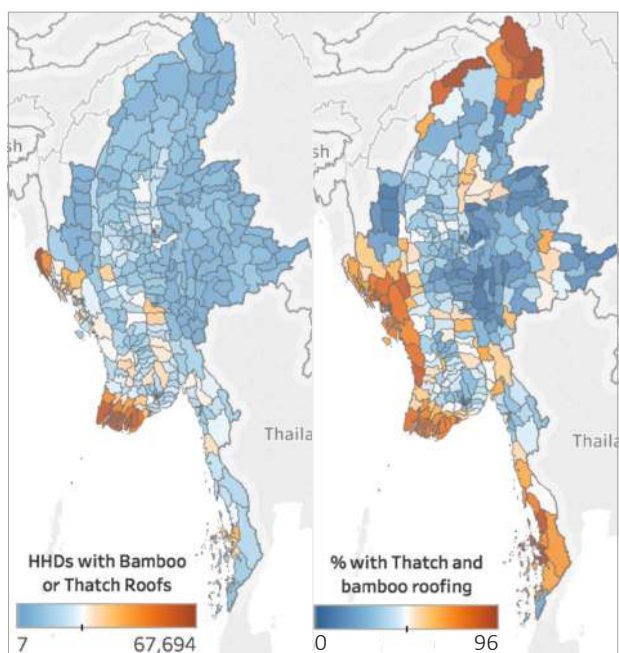 sh
Thaila
HHDs with Bamboo
or Thatch Roofs
7
67,694
sh
Thaila
% with Thatch and
bamboo roofing
0
96